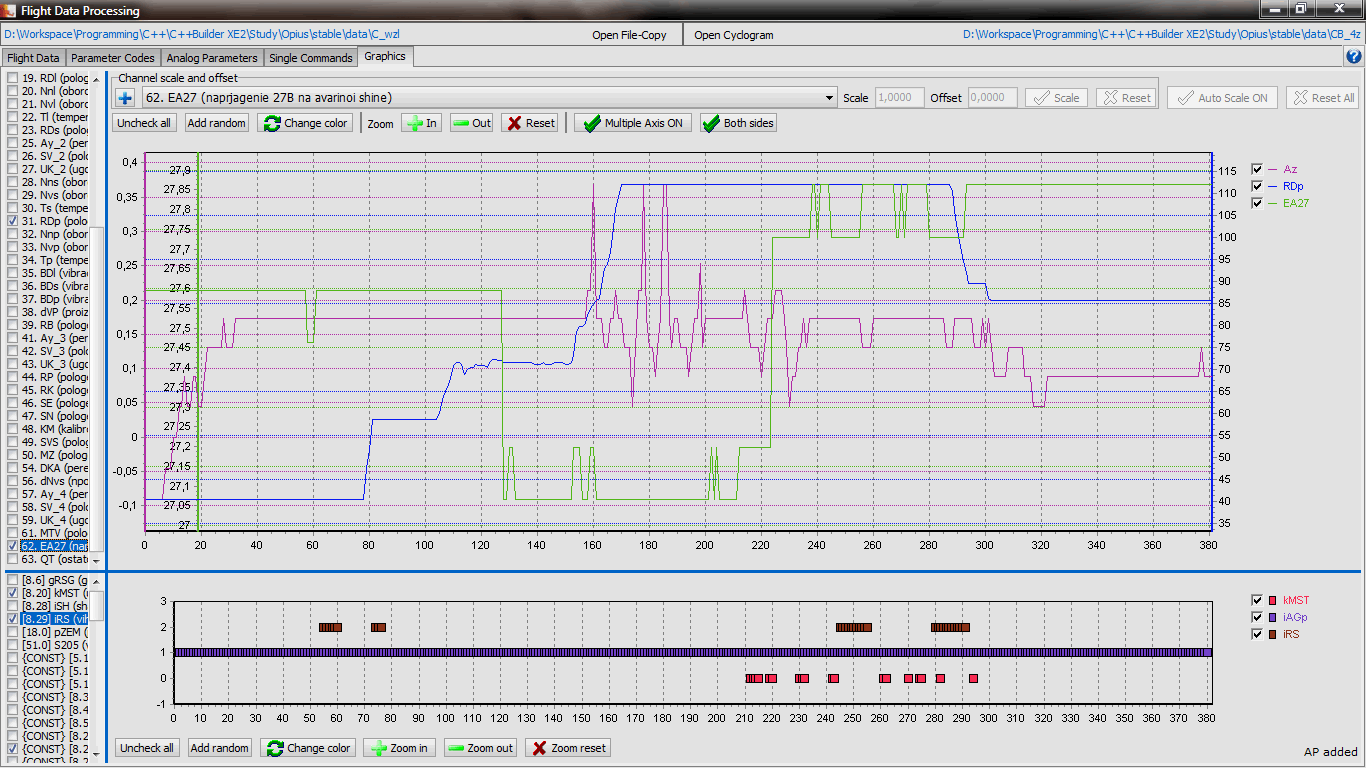 Flight Data Processing
D:\Workspace\Programming\C++\C++Builder XE2\Study\Opius\stable\data\C_wzl
Open File-Copy
Open Cyclogram
D:\Workspace\Programming\C++\C++Builder XE2\Study\Opius\stable\data\CB_4z
Flight Data
Parameter Codes
Analog Parameters
Single Commands
Graphics
19. RDl (polog
20. Nnl (oboro
21. Nvl (oboro
22. Tl (temper
23. RDs (polo
25. Ay_2 (per
26. SV_2 (polo
27. UK_2 (ugo
28. Nns (obor
29. Nvs (obor
30. Ts (tempe
31. RDp (polo
32. Nnp (obor
33. Nvp (obor
34. Tp (tempe
35. BDl (vibrac
36. BDs (vibra
37. BDp (vibra
38. dVP (proiz
39. RB (pologe
41. Ay_3 (per
42. SV_3 (polo
43. UK_3 (ugo
44. RP (pologe
45. RK (pologe
46. SE (pologe
47. SN (pologe
48. KM (kalibro
49. SVS (polog
50. MZ (pologe
54. DKA (pere
56. dNvs (npo
57. Ay_4 (per
58. SV_4 (polo
59. UK_4 (ugo
61. MTV (polo
62. EA27 (nap
63. QT (ostato
Channel scale and offset
62. EA27 (naprjagenie 27B na avarinoi shine)
Scale
1,0000
Offset
0,0000
Scale
Reset
Auto Scale ON
Reset All
Uncheck all
Add random
Change color
Zoom
In
Out
Reset
Multiple Axis ON
Both sides
0,4
0,35
0,3
0,25
0,2
0,15
0,1
0,05
0
-0,05
-0,1
27,9
27,85
27,8
27,75
27,7
27,65
27,6
27,55
27,5
27,45
27,4
27,35
27,3
27,25
27,2
27,15
27,1
27,05
27
115
110
105
100
95
90
85
80
75
70
65
60
55
50
45
40
35
0 20 40 60 80 100 120 140 160 180 200 220 240 260 280 300 320 340 360 380
Az
RDp
EA27
[8.6] gRSG (g
[8.20] kMST (
[8.28] iSH (sh
[8.29] iRS (vi
[18.0] pZEM (
[51.0] S205 (
{CONST} [5.1
{CONST} [5.1
{CONST} [5.1
{CONST} [8.3
{CONST} [8.2
{CONST} [8.5
{CONST} [8.2
{CONST} [8.2
3
2
1
0
-1
0 10 20 30 40 50 60 70 80 90 100 110 120 130 140 150 160 170 180 190 200 210 220 230 240 250 260 270 280 290 300 310 320 330 340 350 360 370 380
kMST
iAGp
iRS
Uncheck all
Add random
Change color
Zoom in
Zoom out
Zoom reset
AP added